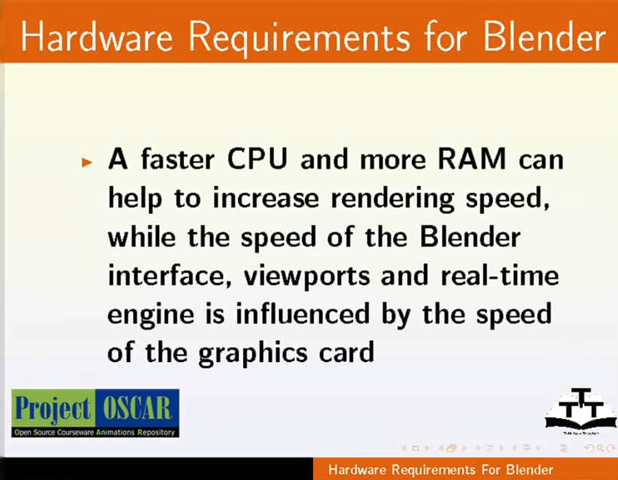 Hardware Requirements for Blender
A faster CPU and more RAM can
help to increase rendering speed,
while the speed of the Blender
interface, viewports and real-time
engine is influenced by the speed
of the graphics card
Project OSCAR
Open Source Courseware Animations Repository
TTT
Hardware Requirements For Blender